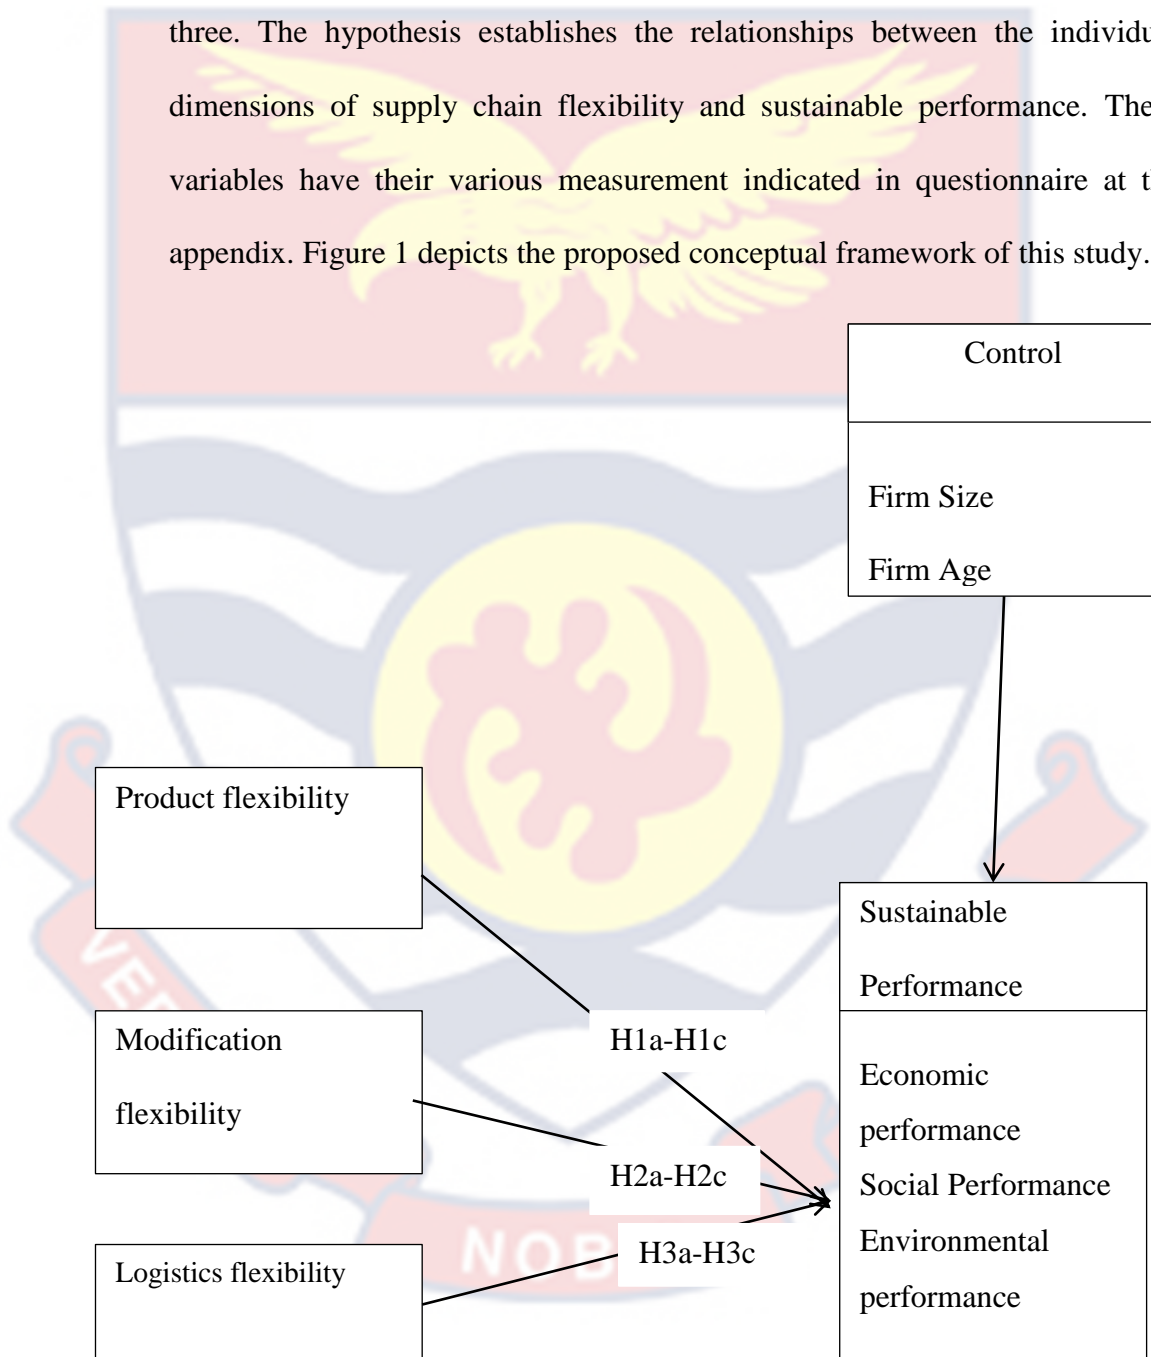 three. The hypothesis establishes the relationships between the individu
dimensions of supply chain flexibility and sustainable performance. The
variables have their various measurement indicated in questionnaire at t
appendix. Figure 1 depicts the proposed conceptual framework of this study.
Control
Firm Size
Firm Age
Product flexibility
Sustainable
Performance
Modification
flexibility
H1a-H1c
Economic
performance
H2a-H2c
Social Performance
H3a-H3c
Environmental
performance
Logistics flexibility
VE
NOB